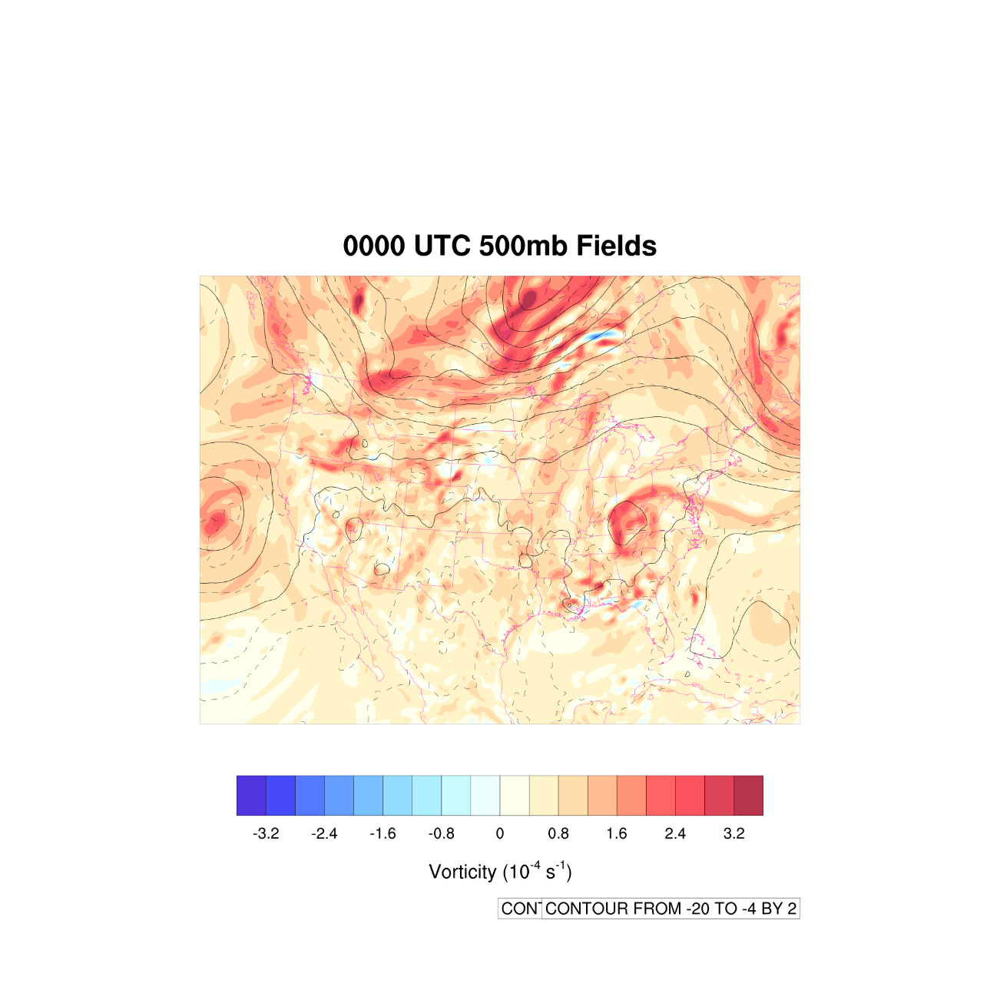 0000 UTC 500mb Fields
-3.2 -2.4 -1.6 -0.8 0 0.8 1.6 2.4 3.2
Vorticity (10⁻⁴ s⁻¹)
CONTOUR FROM -20 TO -4 BY 2